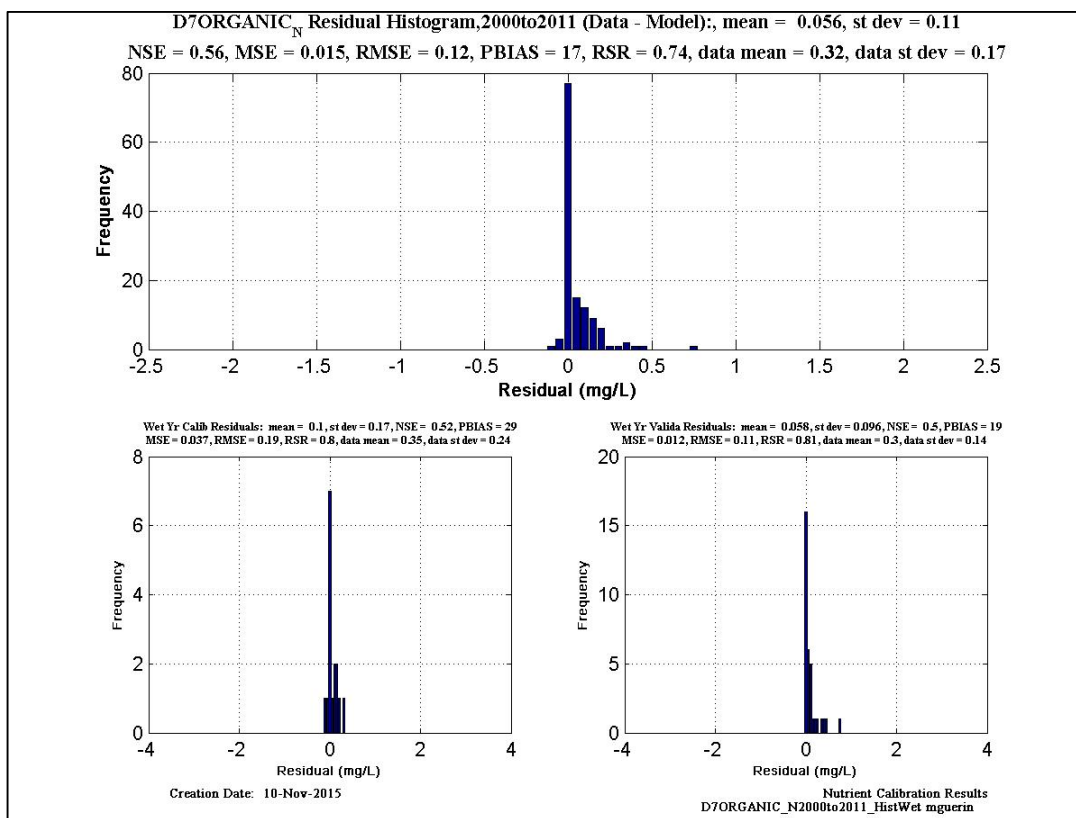 D7ORGANIC_N Residual Histogram,2000to2011 (Data - Model):, mean = 0.056, st dev = 0.11
NSE = 0.56, MSE = 0.015, RMSE = 0.12, PBIAS = 17, RSR = 0.74, data mean = 0.32, data st dev = 0.17
80
60
40
20
0
Frequency
-2.5 -2 -1.5 -1 -0.5 0 0.5 1 1.5 2 2.5
Residual (mg/L)
Wet Yr Calib Residuals: mean = 0.1, st dev = 0.17, NSE = 0.52, PBIAS = 29
MSE = 0.037, RMSE = 0.19, RSR = 0.8, data mean = 0.35, data st dev = 0.24
8
6
4
2
0
Frequency
-4 -2 0 2 4
Residual (mg/L)
Wet Yr Valida Residuals: mean = 0.058, st dev = 0.096, NSE = 0.5, PBIAS = 19
MSE = 0.012, RMSE = 0.11, RSR = 0.81, data mean = 0.3, data st dev = 0.14
20
15
10
5
0
Frequency
-4 -2 0 2 4
Residual (mg/L)
Creation Date: 10-Nov-2015
Nutrient Calibration Results
D7ORGANIC_N2000to2011_HistWet mguerin